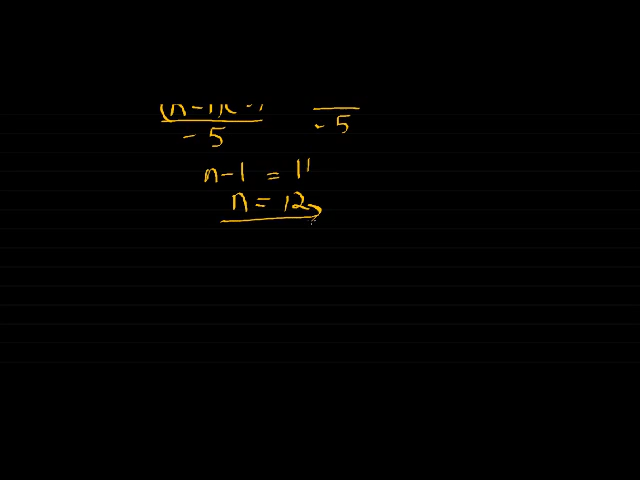 - 5 - 5
n-1 = 11
n = 12